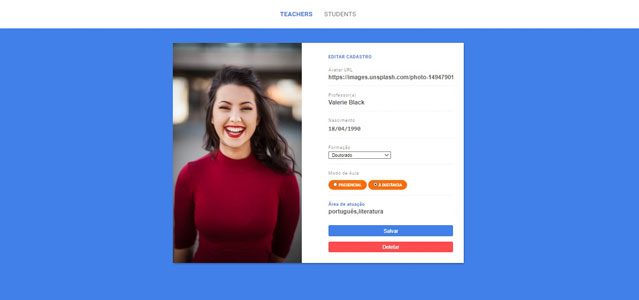 TEACHERS STUDENTS
EDITAR CADASTRO
Avatar URL
https://images.unsplash.com/photo-14947901
Professor(a)
Valerie Black
Nascimento
18/04/1990
Formação
Doutorado
Modo de Aula
PRESENCIAL À DISTÂNCIA
Área de atuação
português,literatura
Salvar
Deletar